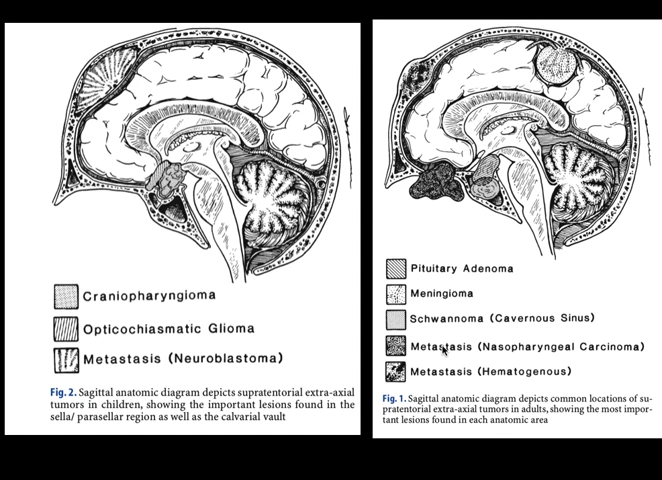 Craniopharyngioma
Opticochiasmatic Glioma
Metastasis (Neuroblastoma)
Fig. 2. Sagittal anatomic diagram depicts supratentorial extra-axial
tumors in children, showing the important lesions found in the
sella/ parasellar region as well as the calvarial vault
Pituitary Adenoma
Meningioma
Schwannoma (Cavernous Sinus)
Metastasis (Nasopharyngeal Carcinoma)
Metastasis (Hematogenous)
Fig. 1. Sagittal anatomic diagram depicts common locations of su-
pratentorial extra-axial tumors in adults, showing the most impor-
tant lesions found in each anatomic area